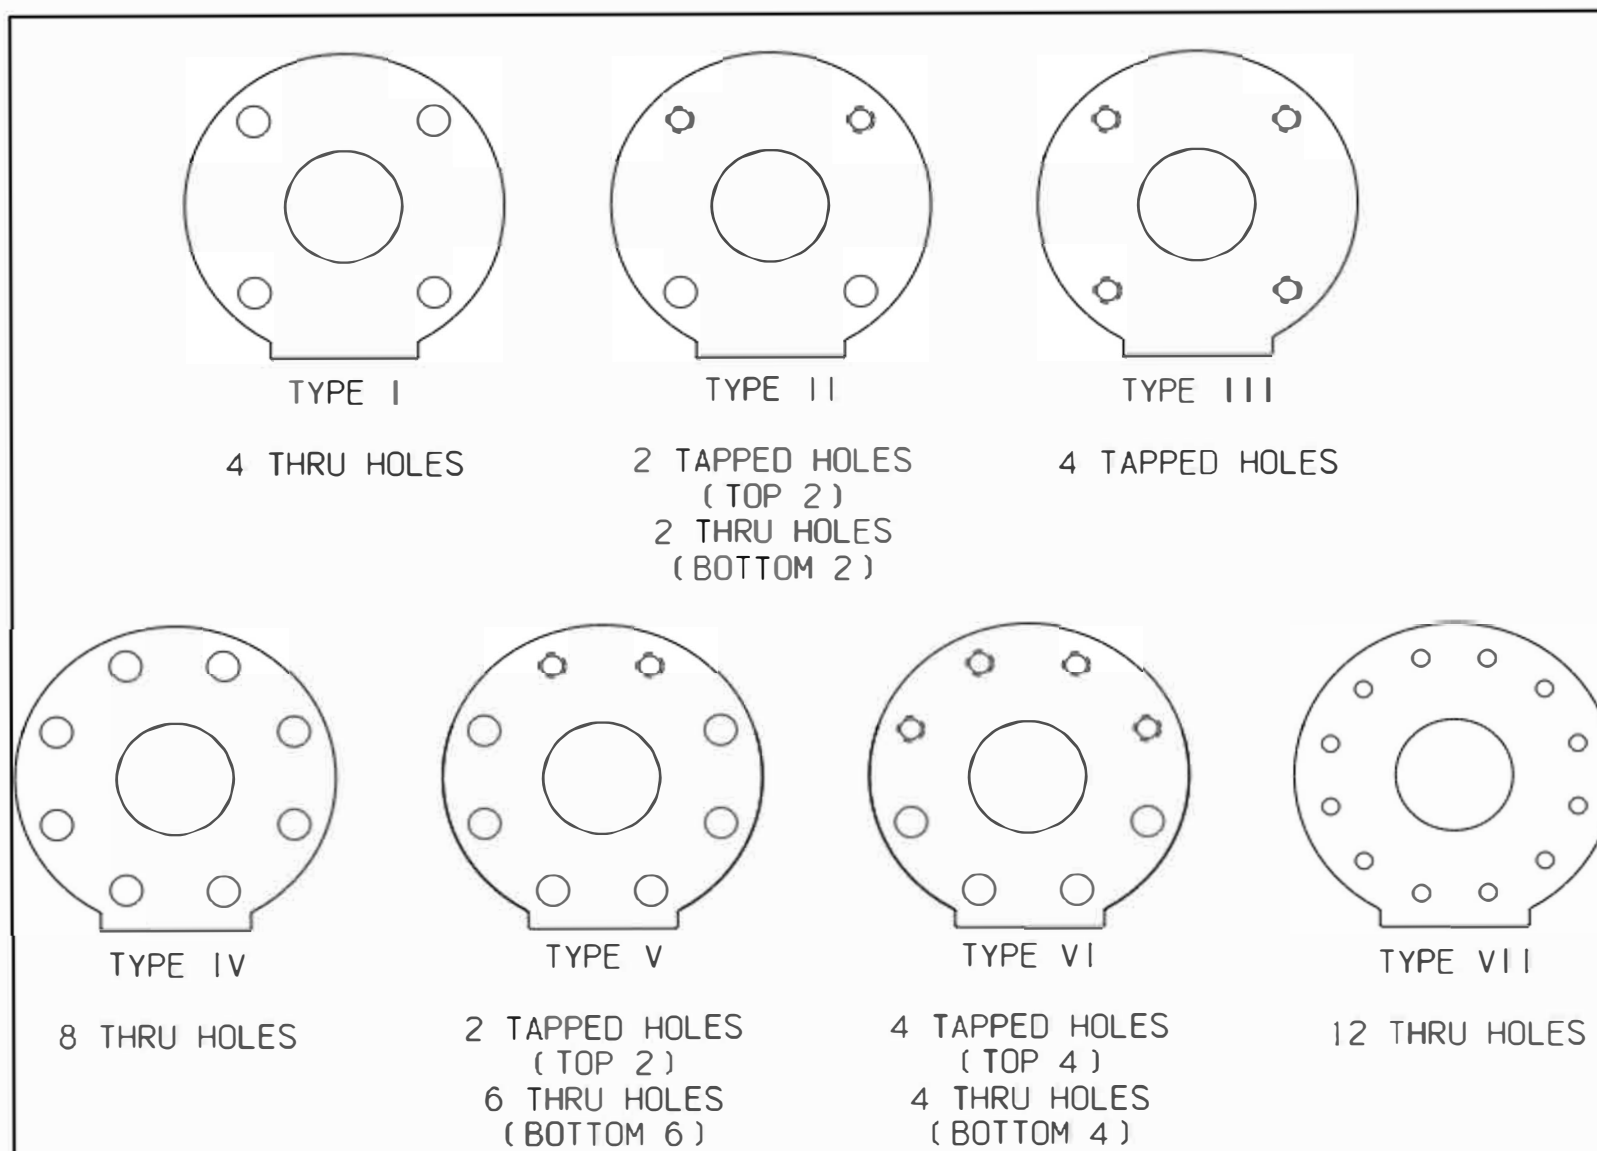 TYPE I
4 THRU HOLES
TYPE II
2 TAPPED HOLES
(TOP 2)
2 THRU HOLES
(BOTTOM 2)
TYPE III
4 TAPPED HOLES
TYPE IV
8 THRU HOLES
TYPE V
2 TAPPED HOLES
(TOP 2)
6 THRU HOLES
(BOTTOM 6)
TYPE VI
4 TAPPED HOLES
(TOP 4)
4 THRU HOLES
(BOTTOM 4)
TYPE VII
12 THRU HOLES